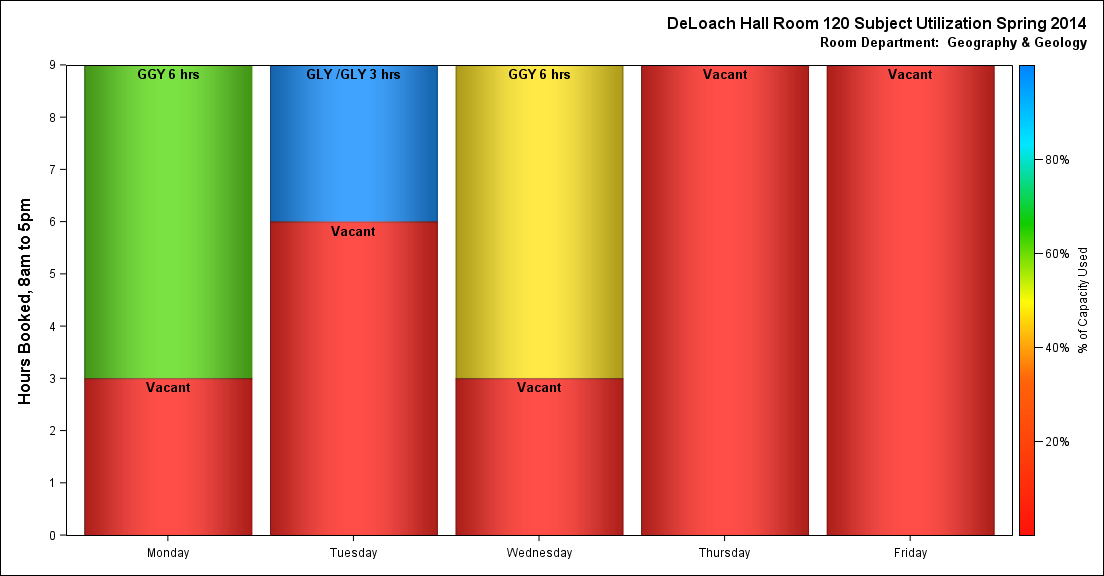 DeLoach Hall Room 120 Subject Utilization Spring 2014
Room Department:  Geography & Geology
Hours Booked, 8am to 5pm
9
8
7
6
5
4
3
2
1
0
GGY 6 hrs
Vacant
GLY /GLY 3 hrs
Vacant
GGY 6 hrs
Vacant
Vacant
Vacant
Monday
Tuesday
Wednesday
Thursday
Friday
80%
60%
40%
20%
% of Capacity Used